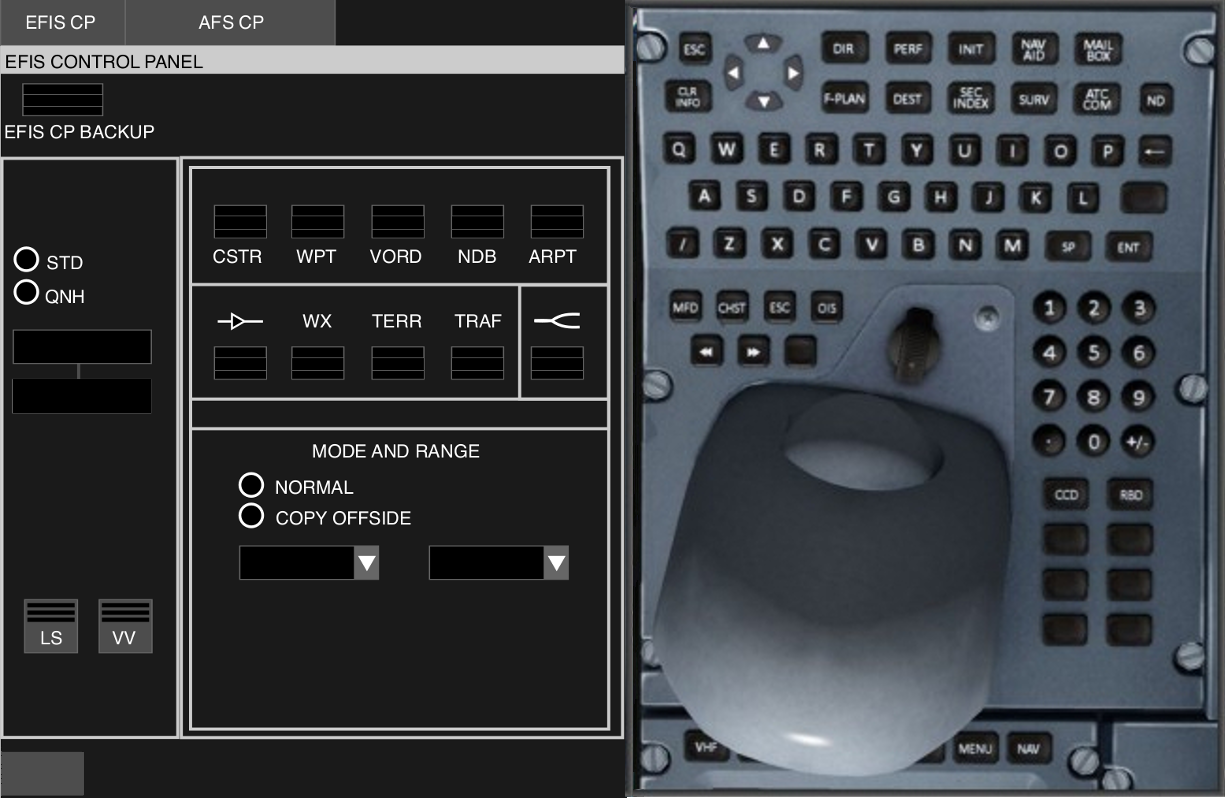 EFIS CP AFS CP
EFIS CONTROL PANEL
EFIS CP BACKUP
STD
QNH
LS VV
CSTR WPT VORD NDB ARPT
WX TERR TRAF
MODE AND RANGE
NORMAL
COPY OFFSIDE
ESC DIR PERF INIT NAV AID MAIL BOX
CLR INFO F-PLAN DEST SEC INDEX SURV ATC COM ND
Q W E R T Y U I O P ←
A S D F G H J K L
/ Z X C V B N M SP ENT
MFD CHST ESC OIS
1 2 3
4 5 6
7 8 9
. 0 +/-
CCD RBD
VHF MENU NAV